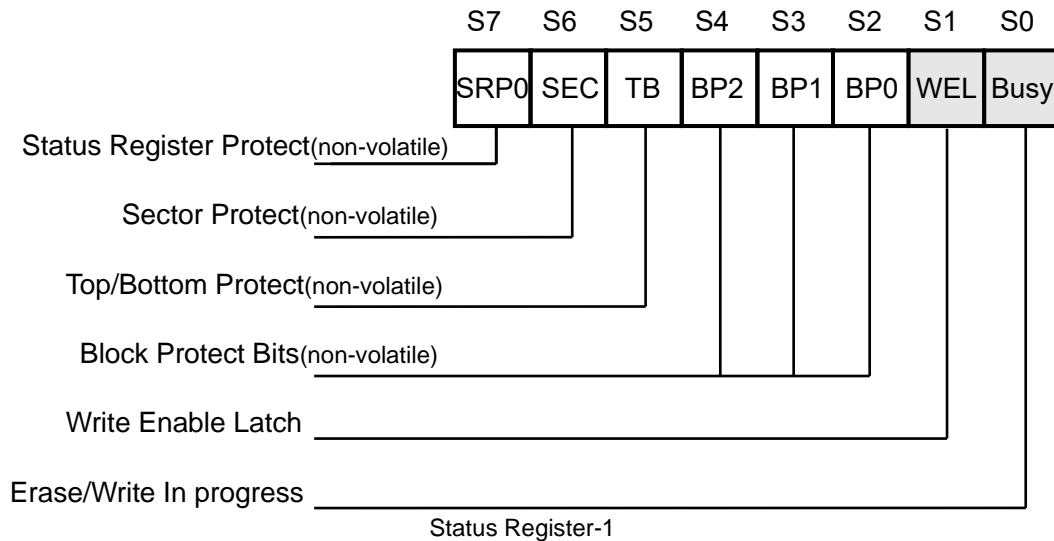 S7 S6 S5 S4 S3 S2 S1 S0
SRP0 SEC TB BP2 BP1 BP0 WEL Busy
Status Register Protect(non-volatile)
Sector Protect(non-volatile)
Top/Bottom Protect(non-volatile)
Block Protect Bits(non-volatile)
Write Enable Latch
Erase/Write In progress
Status Register-1